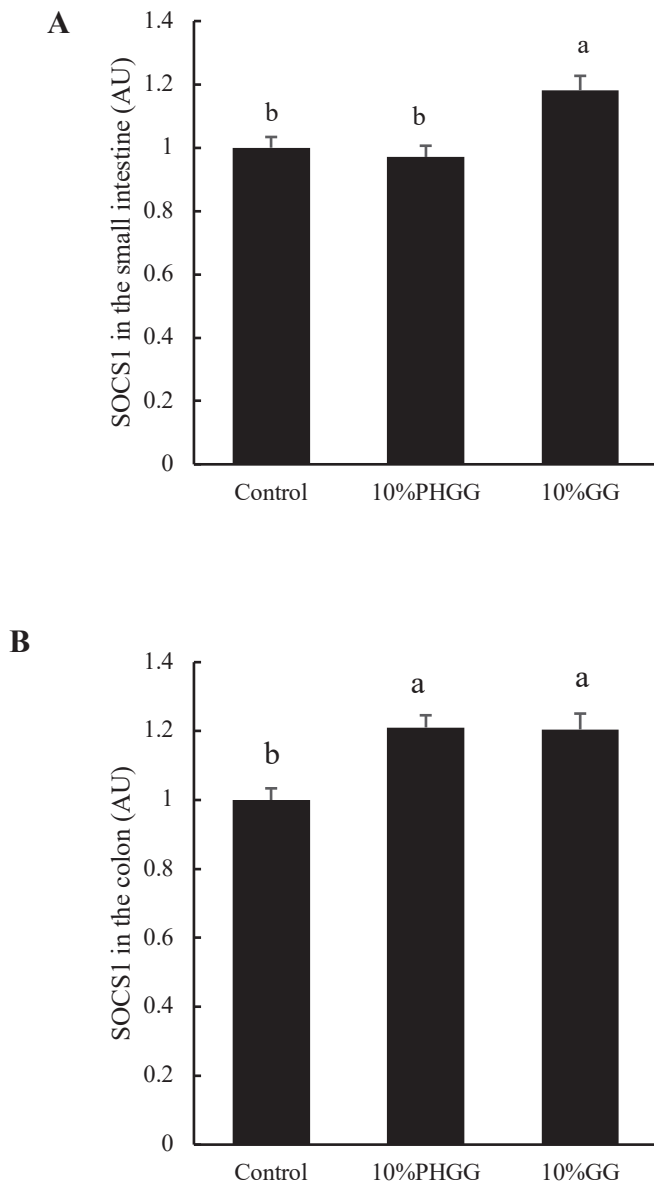 A
SOCS1 in the small intestine (AU)
1.4
1.2
1
0.8
0.6
0.4
0.2
0
b
b
a
Control
10%PHGG
10%GG
B
SOCS1 in the colon (AU)
1.4
1.2
1
0.8
0.6
0.4
0.2
0
b
a
a
Control
10%PHGG
10%GG